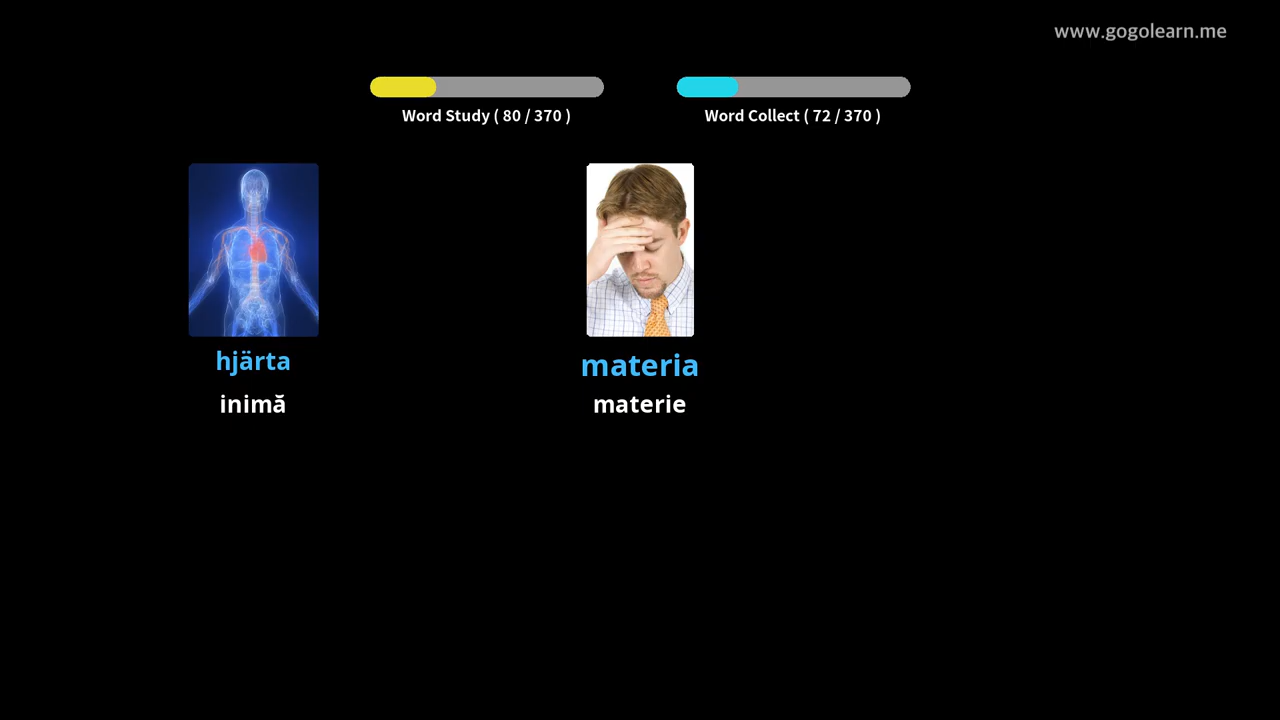 www.gogolearn.me
Word Study ( 80 / 370 )
Word Collect ( 72 / 370 )
hjärta
inimă
materia
materie